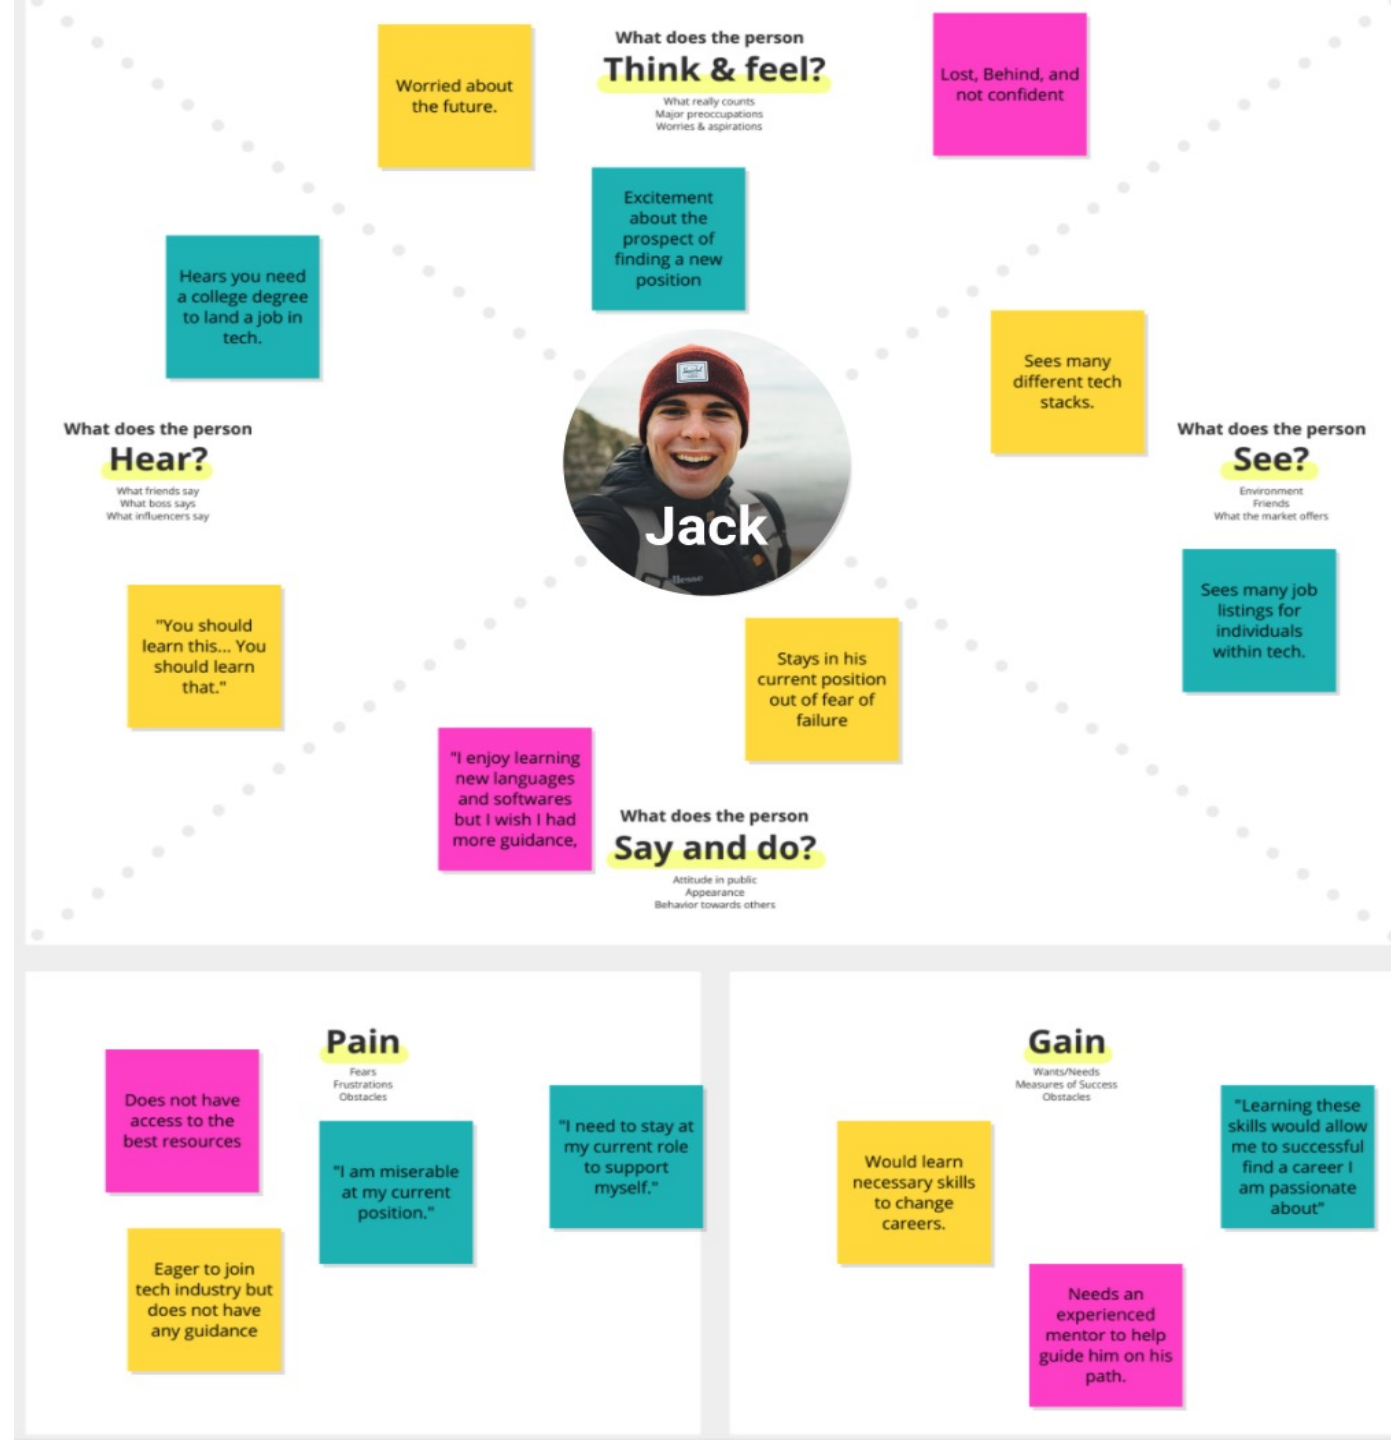 What does the person
Think & feel?
What really counts
Major preoccupations
Worries & aspirations
Worried about
the future.
Lost, Behind, and
not confident
Excitement
about the
prospect of
finding a new
position
Hears you need
a college degree
to land a job in
tech.
What does the person
Hear?
What friends say
What boss says
What influencers say
"You should
learn this... You
should learn
that."
Jack
ellesse
Sees many
different tech
stacks.
What does the person
See?
Environment
Friends
What the market offers
Sees many job
listings for
individuals
within tech.
Stays in his
current position
out of fear of
failure
"I enjoy learning
new languages
and softwares
but I wish I had
more guidance,
What does the person
Say and do?
Attitude in public
Appearance
Behavior towards others
Pain
Fears
Frustrations
Obstacles
Does not have
access to the
best resources
"I am miserable
at my current
position."
"I need to stay at
my current role
to support
myself."
Eager to join
tech industry but
does not have
any guidance
Gain
Wants/Needs
Measures of Success
Obstacles
Would learn
necessary skills
to change
careers.
"Learning these
skills would allow
me to successful
find a career I
am passionate
about"
Needs an
experienced
mentor to help
guide him on his
path.